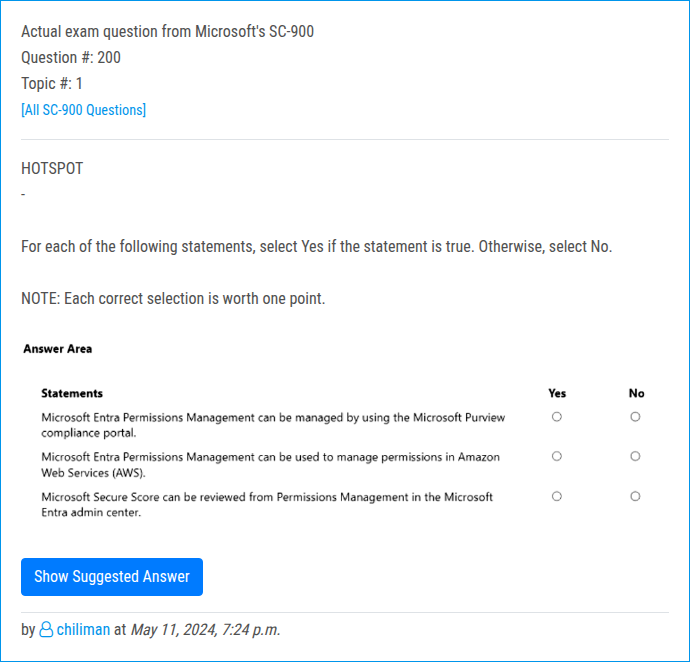 Actual exam question from Microsoft's SC-900
Question #: 200
Topic #: 1
[All SC-900 Questions]
HOTSPOT
-
For each of the following statements, select Yes if the statement is true. Otherwise, select No.
NOTE: Each correct selection is worth one point.
Answer Area
Statements Yes No
Microsoft Entra Permissions Management can be managed by using the Microsoft Purview
compliance portal.
Microsoft Entra Permissions Management can be used to manage permissions in Amazon
Web Services (AWS).
Microsoft Secure Score can be reviewed from Permissions Management in the Microsoft
Entra admin center.
Show Suggested Answer
by chiliman at May 11, 2024, 7:24 p.m.